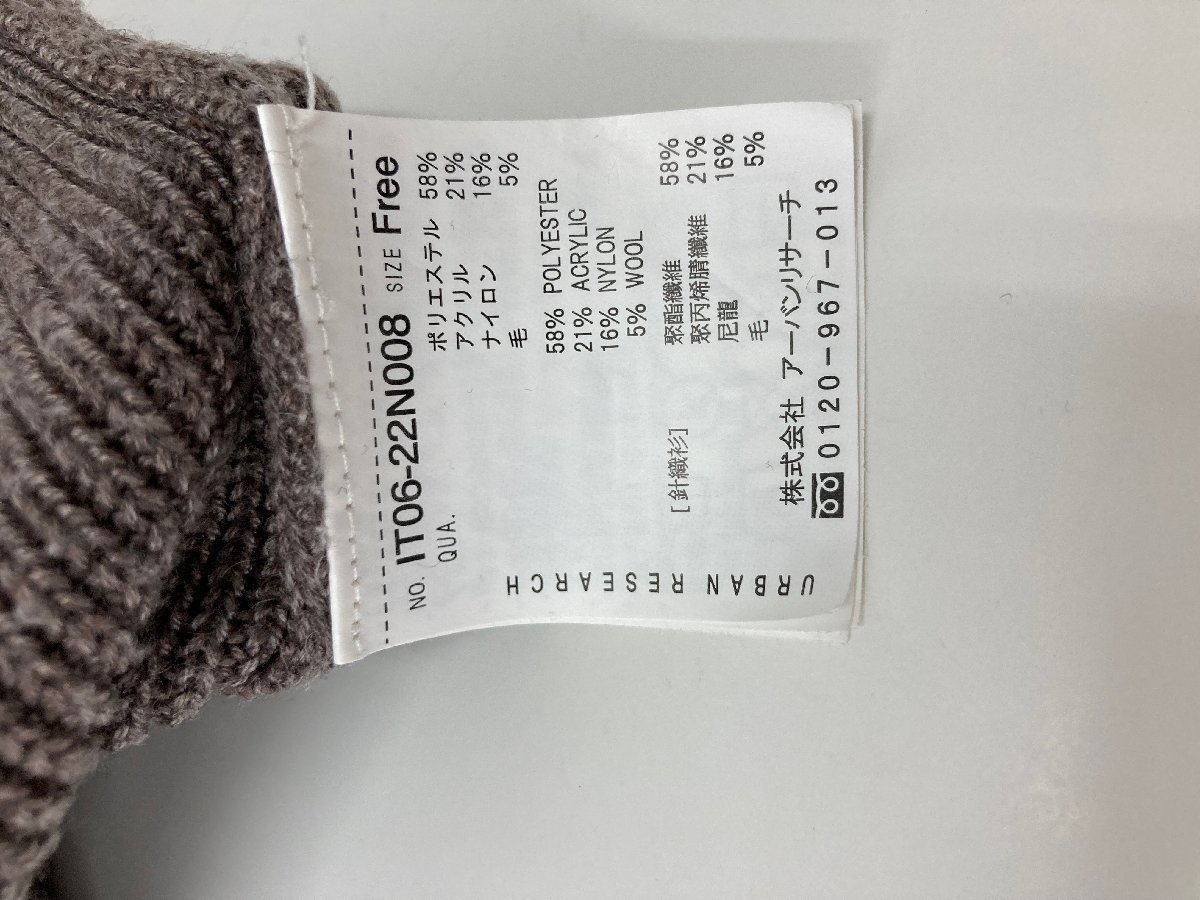 NO. IT06-22N008 SIZE Free
QUA.
ポリエステル 58%
アクリル 21%
ナイロン 16%
毛 5%
58% POLYESTER
21% ACRYLIC
16% NYLON
5% WOOL
[針織衫]
聚酯纖維 58%
聚丙烯腈纖維 21%
尼龍 16%
毛 5%
株式会社 アーバンリサーチ
0120-967-013
URBAN RESEARCH